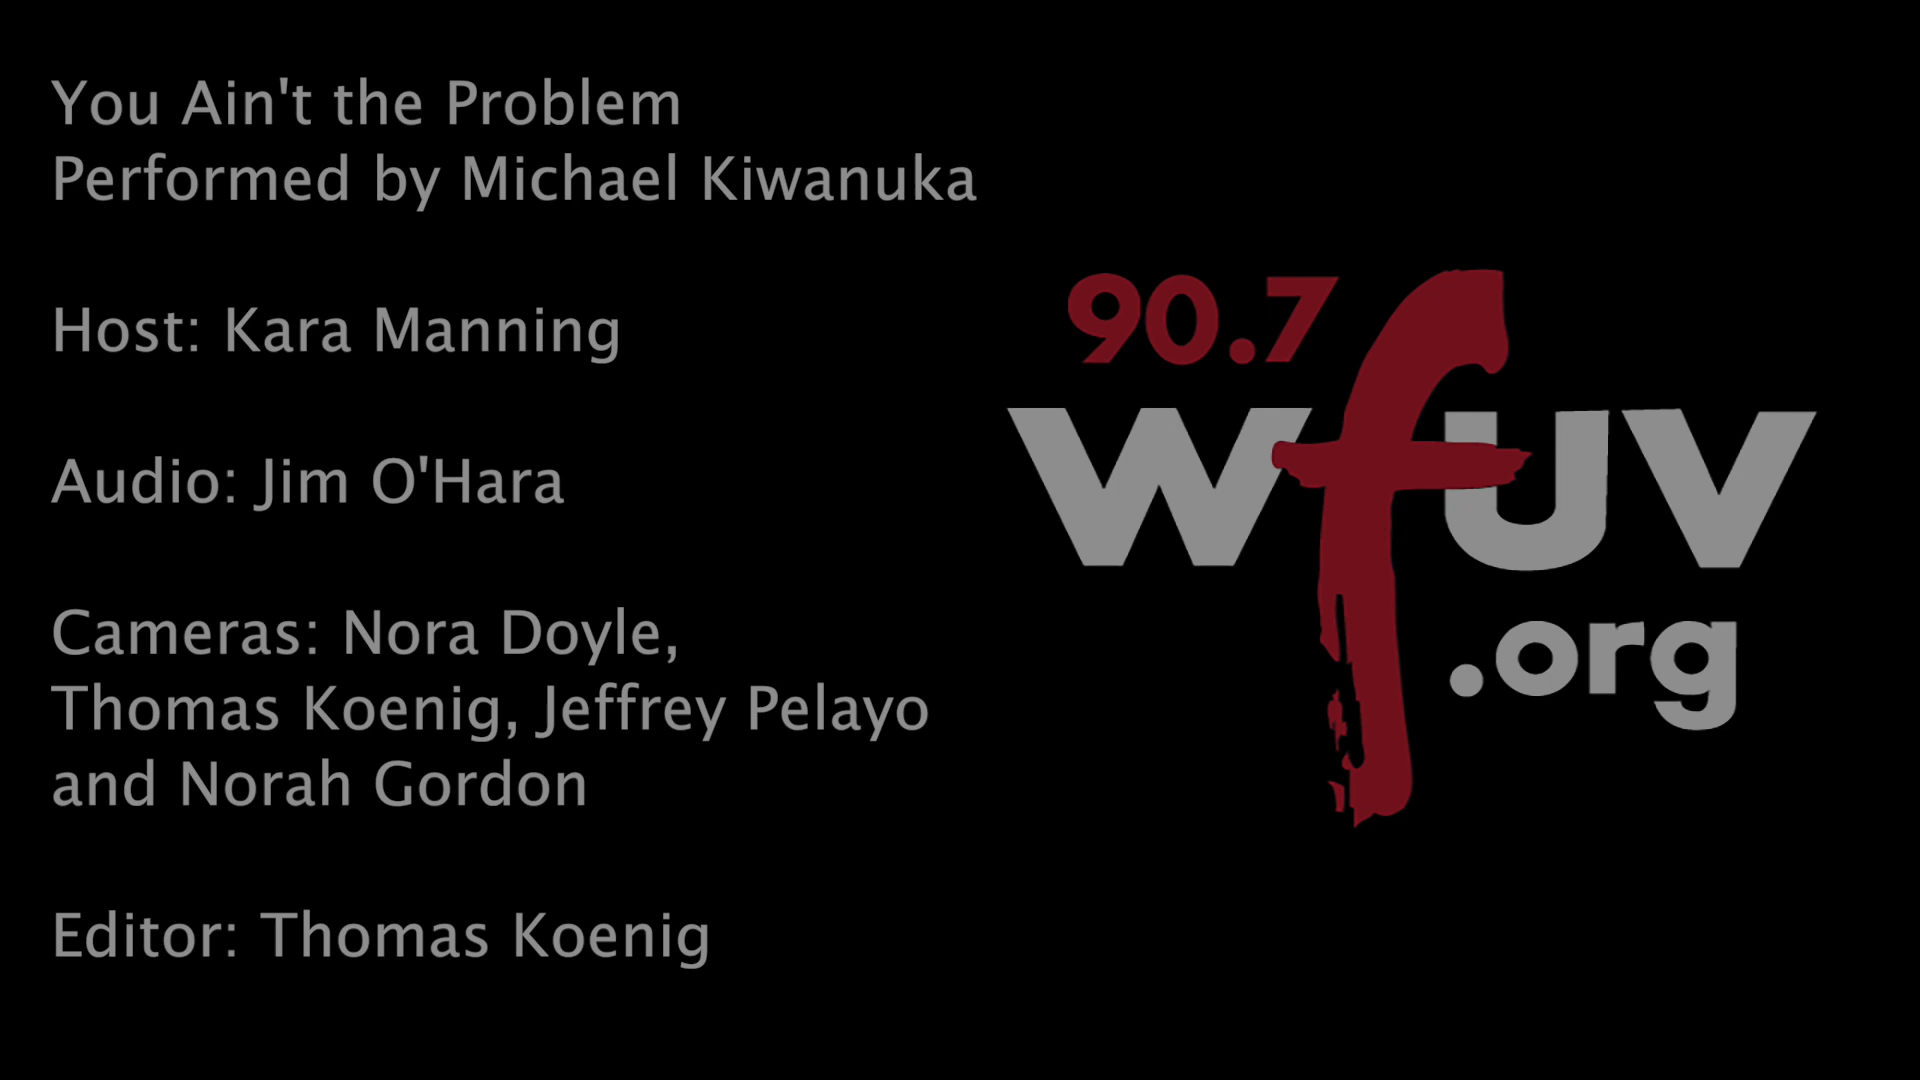 You Ain't the Problem
Performed by Michael Kiwanuka
Host: Kara Manning
Audio: Jim O'Hara
Cameras: Nora Doyle,
Thomas Koenig, Jeffrey Pelayo
and Norah Gordon
Editor: Thomas Koenig
90.7
wfuv
.org